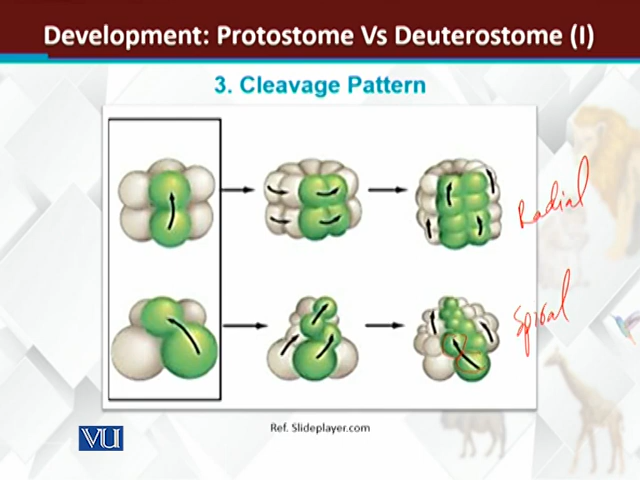 Development: Protostome Vs Deuterostome (I)
3. Cleavage Pattern
Radial
Spiral
Ref. Slideplayer.com
VU